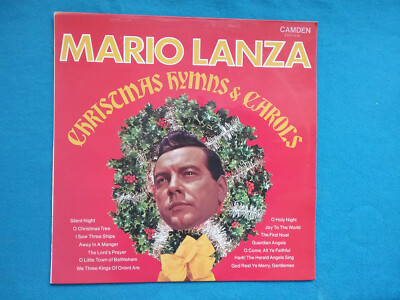 CAMDEN
MARIO LANZA
CHRISTMAS HYMNS & CAROLS
Silent Night
O Christmas Tree
I Saw Three Ships
Away In A Manger
The Lord's Prayer
O Little Town of Bethlehem
We Three Kings Of Orient Are
O Holy Night
Joy To The World
The First Noel
Guardian Angels
O Come, All Ye Faithful
Hark! The Herald Angels Sing
God Rest Ye Merry, Gentlemen